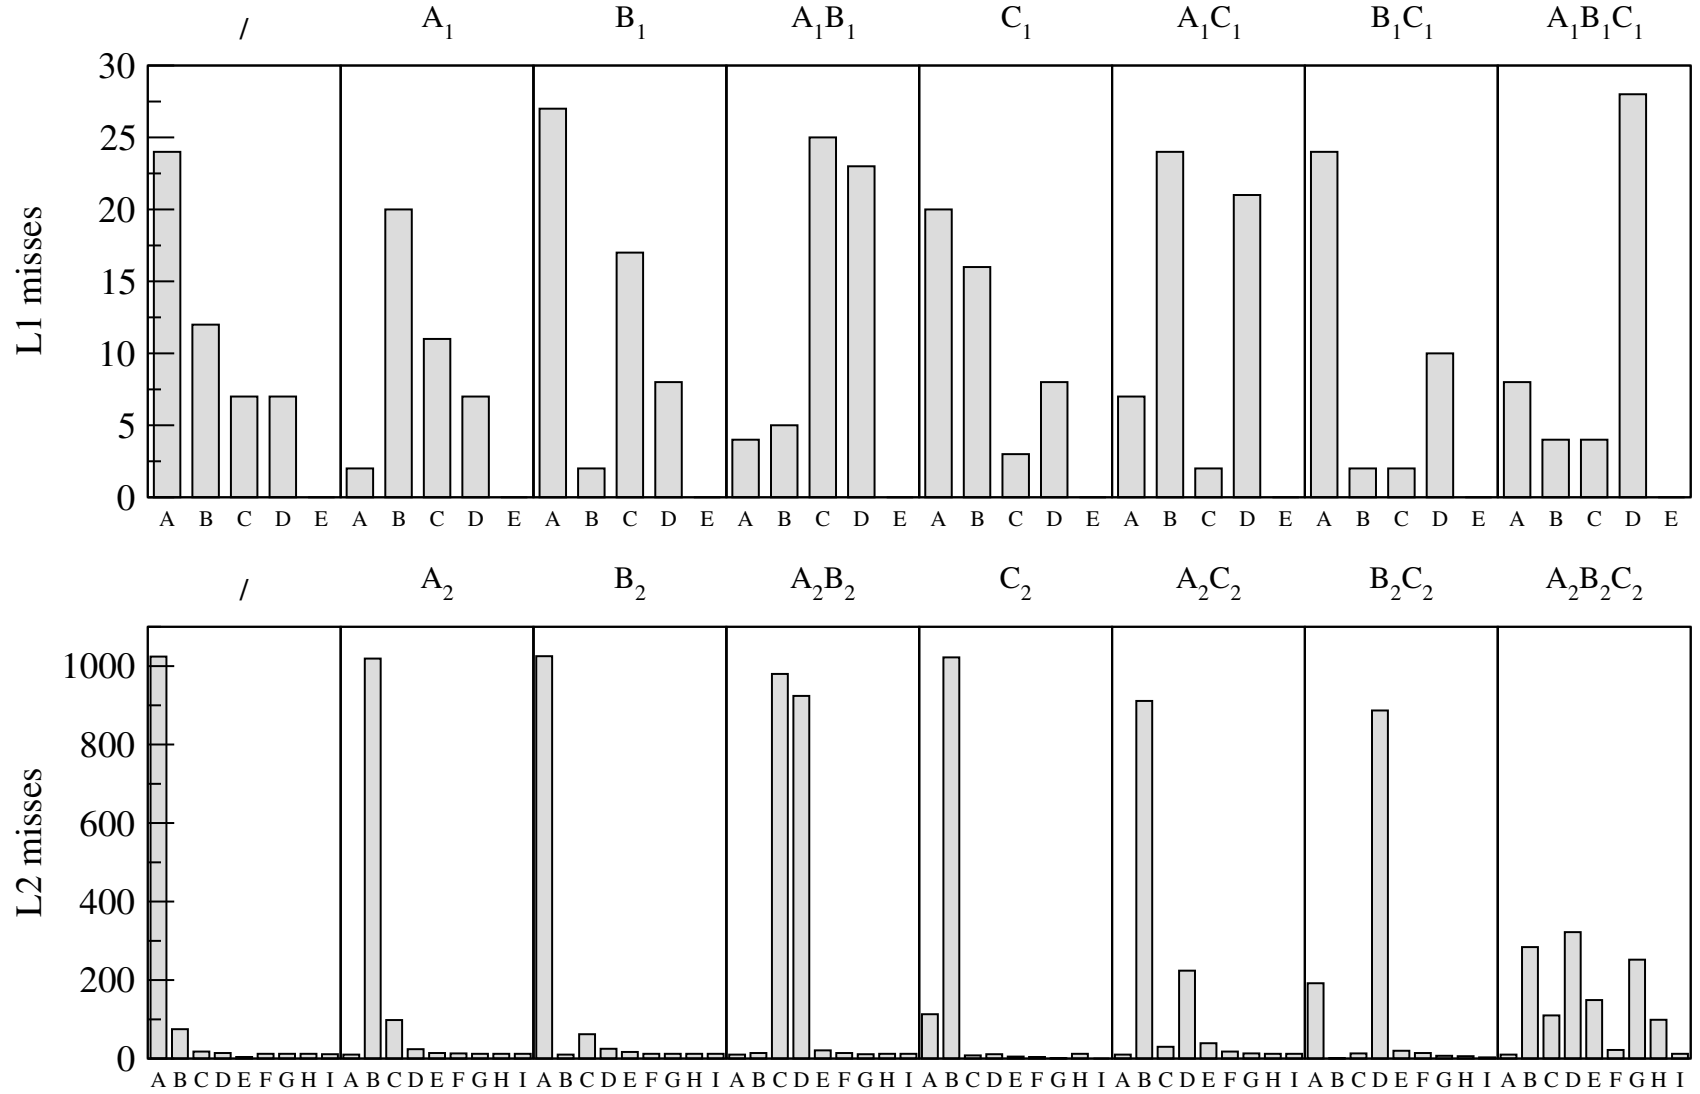 / A₁ B₁ A₁B₁ C₁ A₁C₁ B₁C₁ A₁B₁C₁
30
25
20
15
10
5
0
L1 misses
A B C D E A B C D E A B C D E A B C D E A B C D E A B C D E A B C D E A B C D E
/ A₂ B₂ A₂B₂ C₂ A₂C₂ B₂C₂ A₂B₂C₂
1000
800
600
400
200
0
L2 misses
A B C D E F G H I A B C D E F G H I A B C D E F G H I A B C D E F G H I A B C D E F G H I A B C D E F G H I A B C D E F G H I A B C D E F G H I